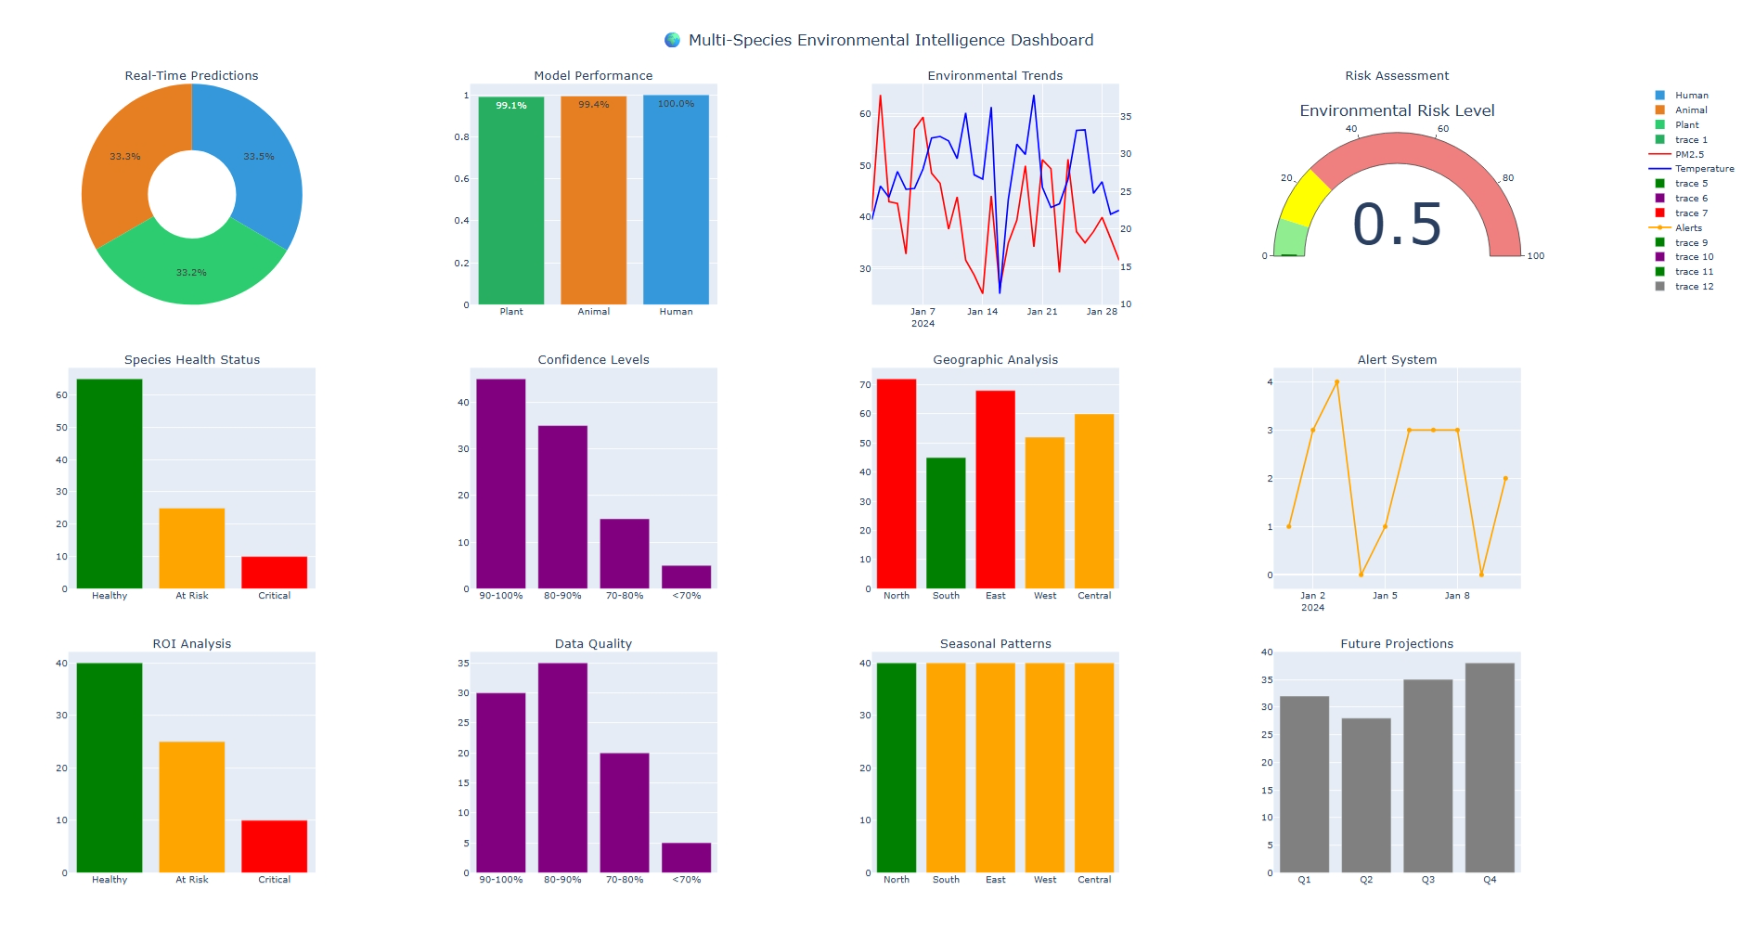 🌍 Multi-Species Environmental Intelligence Dashboard
Real-Time Predictions
33.3%
33.5%
33.2%
Model Performance
1
0.8
0.6
0.4
0.2
0
99.1%
99.4%
100.0%
Plant
Animal
Human
Environmental Trends
60
50
40
30
35
30
25
20
15
10
Jan 7
2024
Jan 14
Jan 21
Jan 28
Risk Assessment
Environmental Risk Level
0
20
40
60
80
100
0.5
Human
Animal
Plant
trace 1
PM2.5
Temperature
trace 5
trace 6
trace 7
Alerts
trace 9
trace 10
trace 11
trace 12
Species Health Status
60
50
40
30
20
10
0
Healthy
At Risk
Critical
Confidence Levels
40
30
20
10
0
90-100%
80-90%
70-80%
<70%
Geographic Analysis
70
60
50
40
30
20
10
0
North
South
East
West
Central
Alert System
4
3
2
1
0
Jan 2
2024
Jan 5
Jan 8
ROI Analysis
40
30
20
10
0
Healthy
At Risk
Critical
Data Quality
35
30
25
20
15
10
5
0
90-100%
80-90%
70-80%
<70%
Seasonal Patterns
40
30
20
10
0
North
South
East
West
Central
Future Projections
40
35
30
25
20
15
10
5
0
Q1
Q2
Q3
Q4